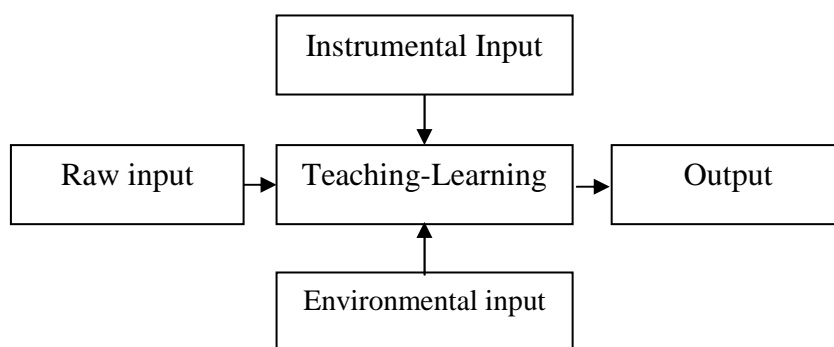 Instrumental Input
Raw input
Teaching-Learning
Output
Environmental input